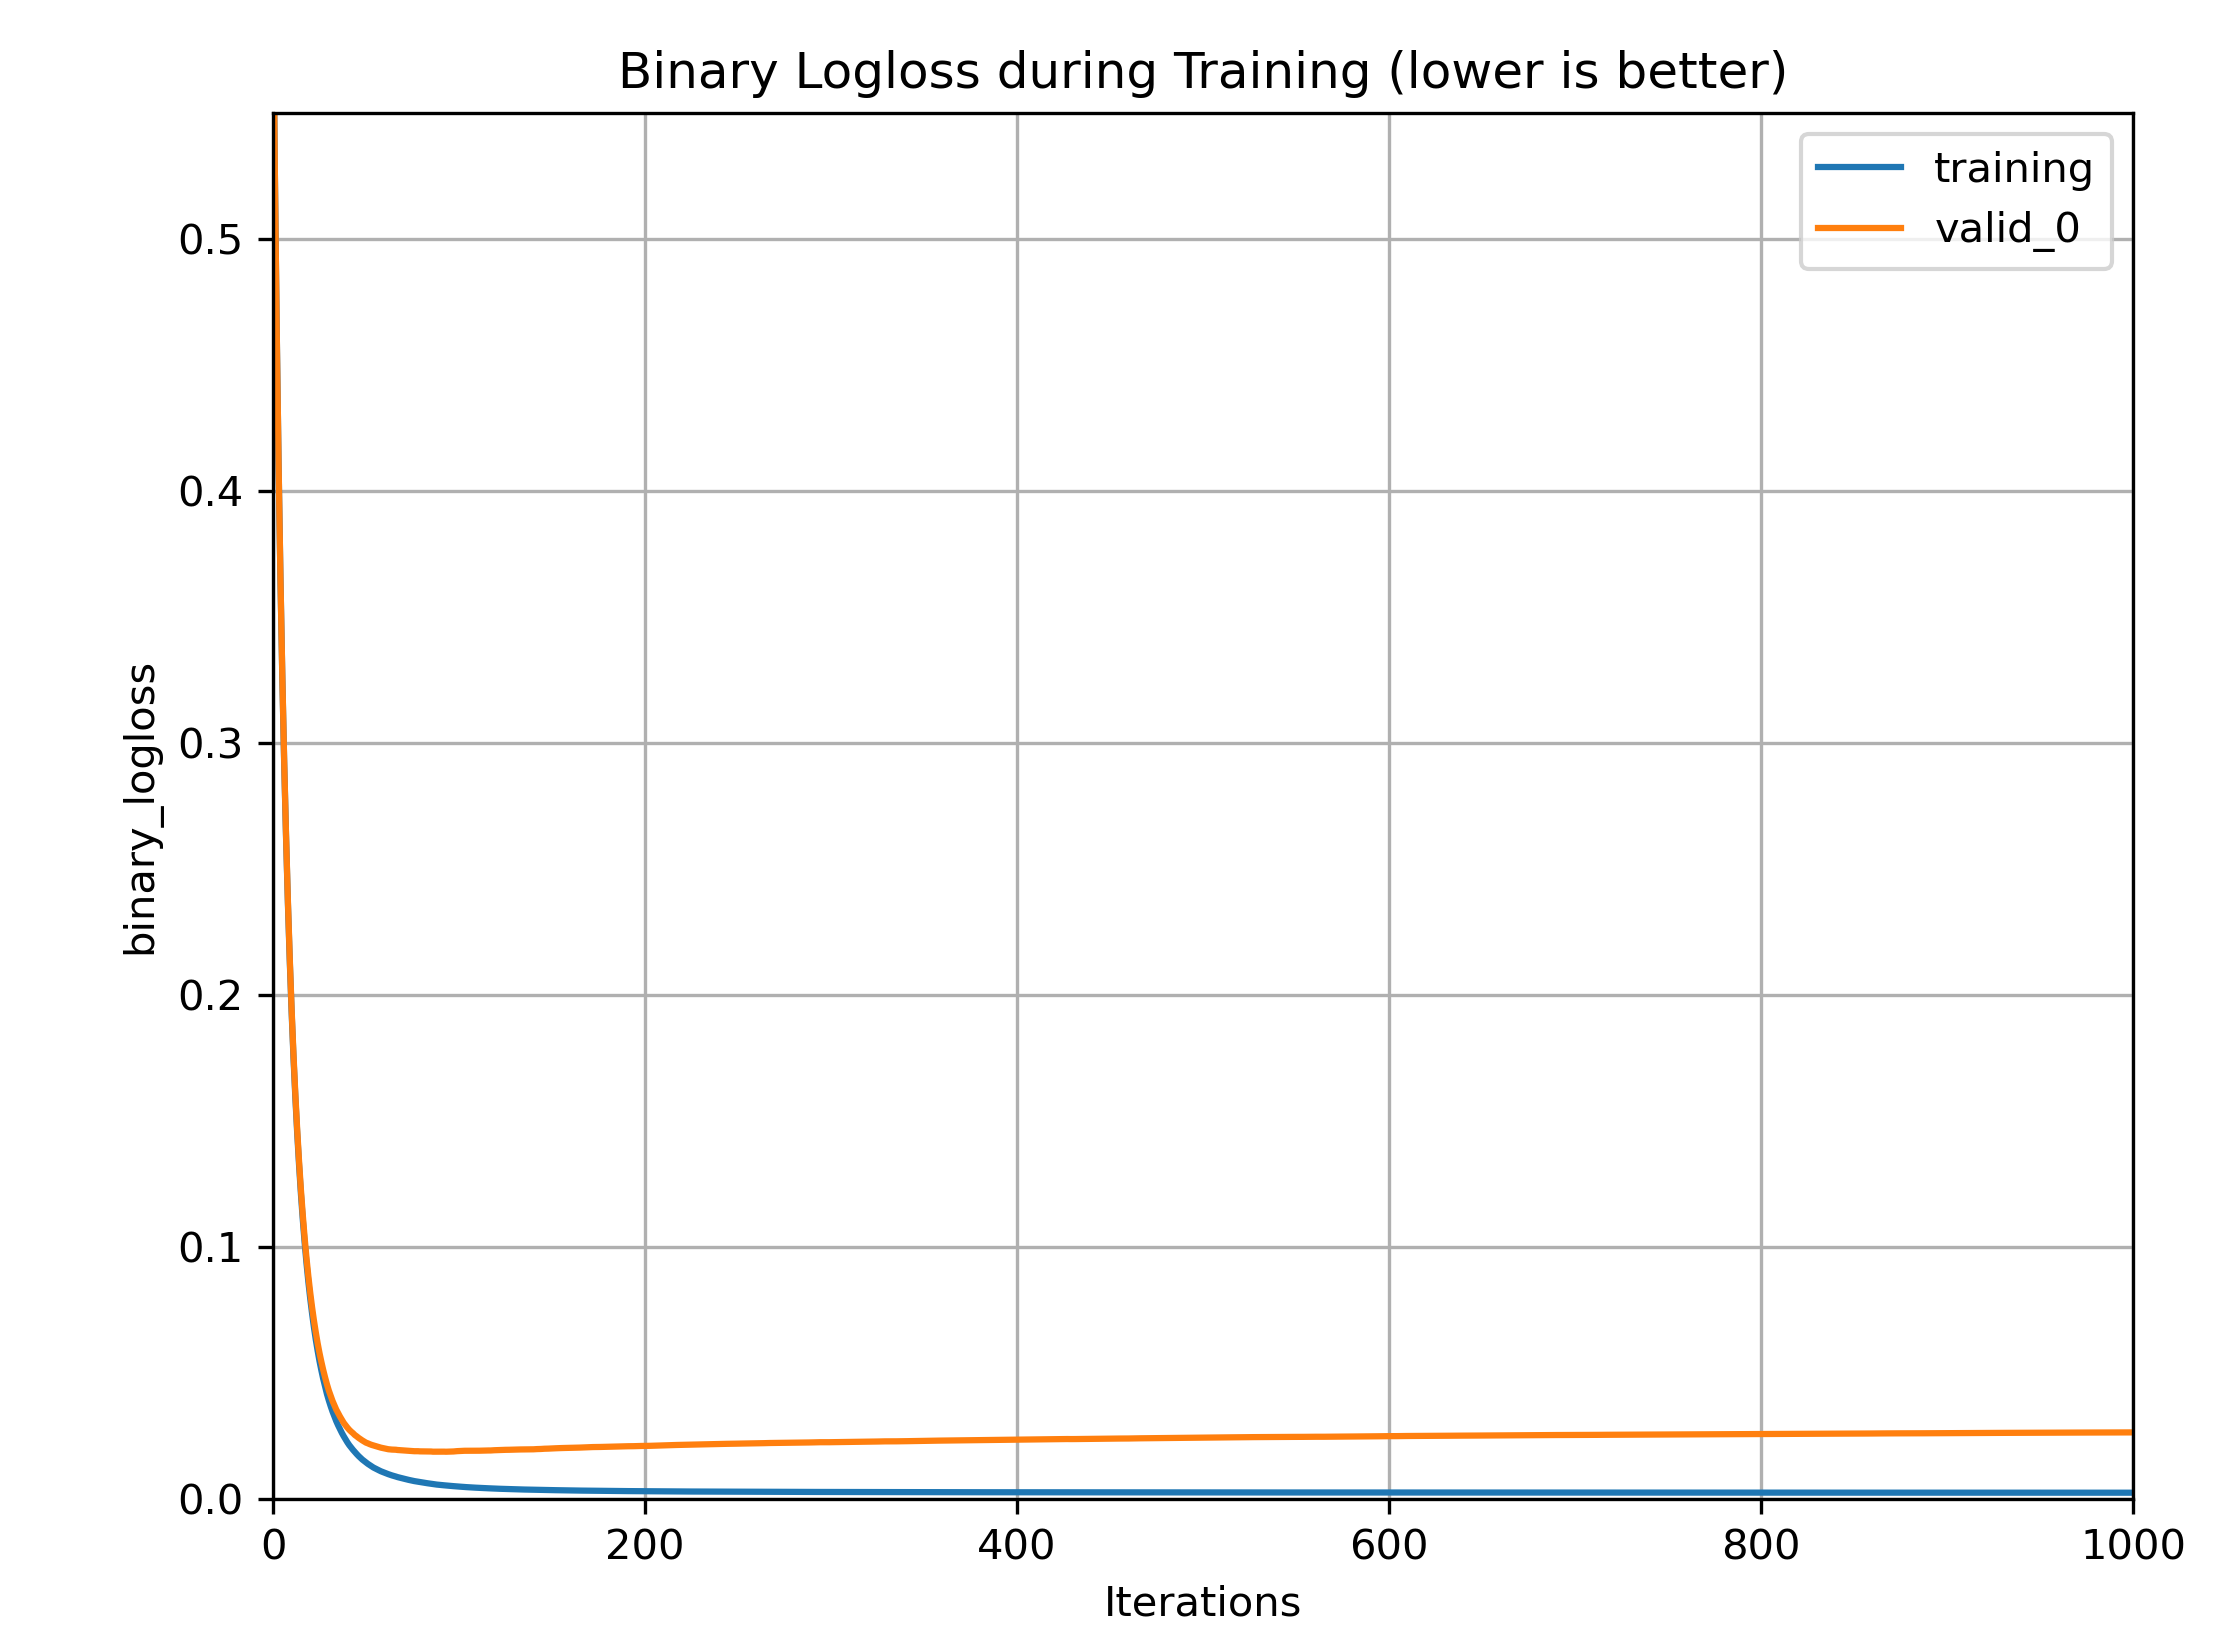 Binary Logloss during Training (lower is better)
training
valid_0
binary_logloss
0.5
0.4
0.3
0.2
0.1
0.0
0 200 400 600 800 1000
Iterations